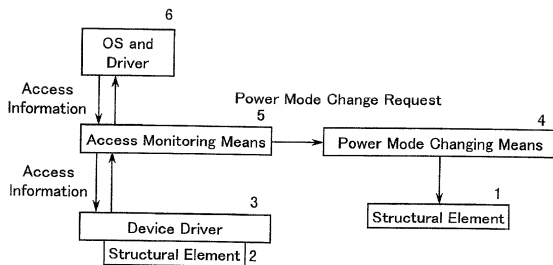 6
OS and
Driver
Access
Information
Power Mode Change Request
5
4
Access Monitoring Means
Power Mode Changing Means
Access
Information
3
1
Device Driver
Structural Element
Structural Element 2